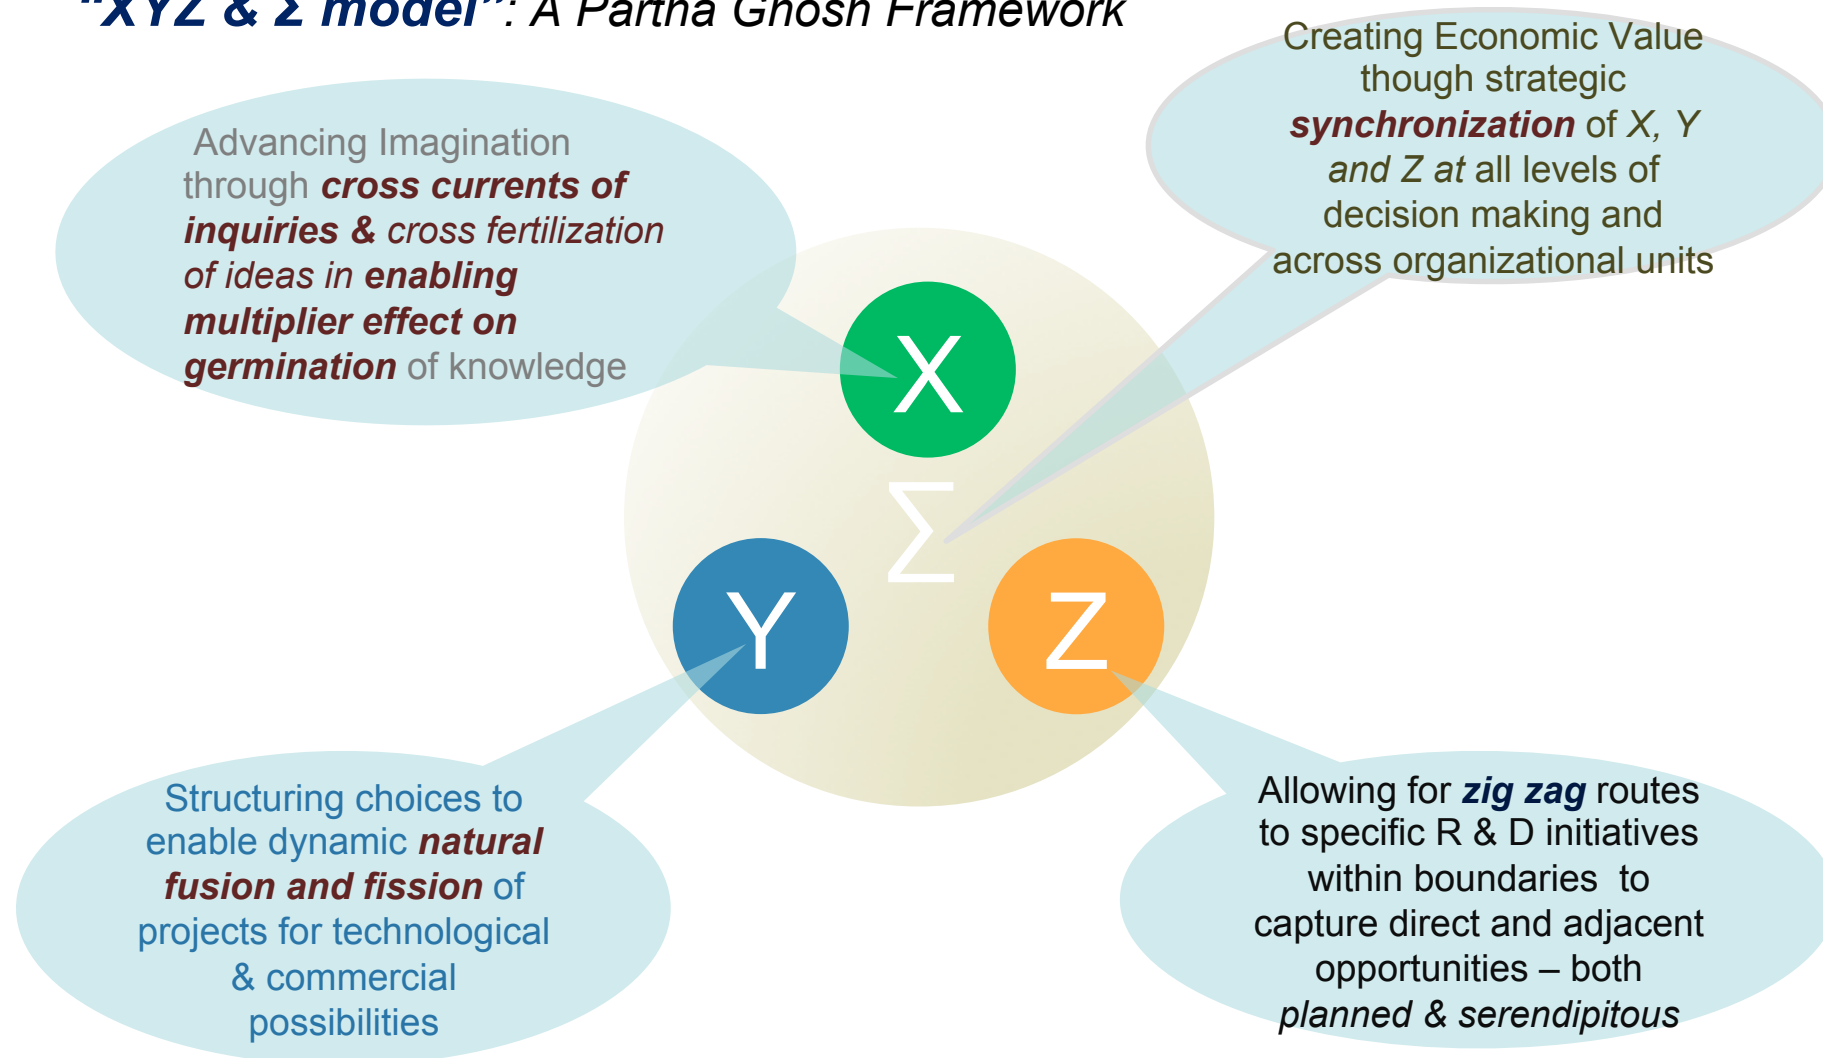 “XYZ & Σ model”: A Partha Ghosh Framework
Creating Economic Value
though strategic
synchronization of X, Y
and Z at all levels of
decision making and
across organizational units
Advancing Imagination
through cross currents of
inquiries & cross fertilization
of ideas in enabling
multiplier effect on
germination of knowledge
X
Σ
Y
Z
Structuring choices to
enable dynamic natural
fusion and fission of
projects for technological
& commercial
possibilities
Allowing for zig zag routes
to specific R & D initiatives
within boundaries to
capture direct and adjacent
opportunities – both
planned & serendipitous